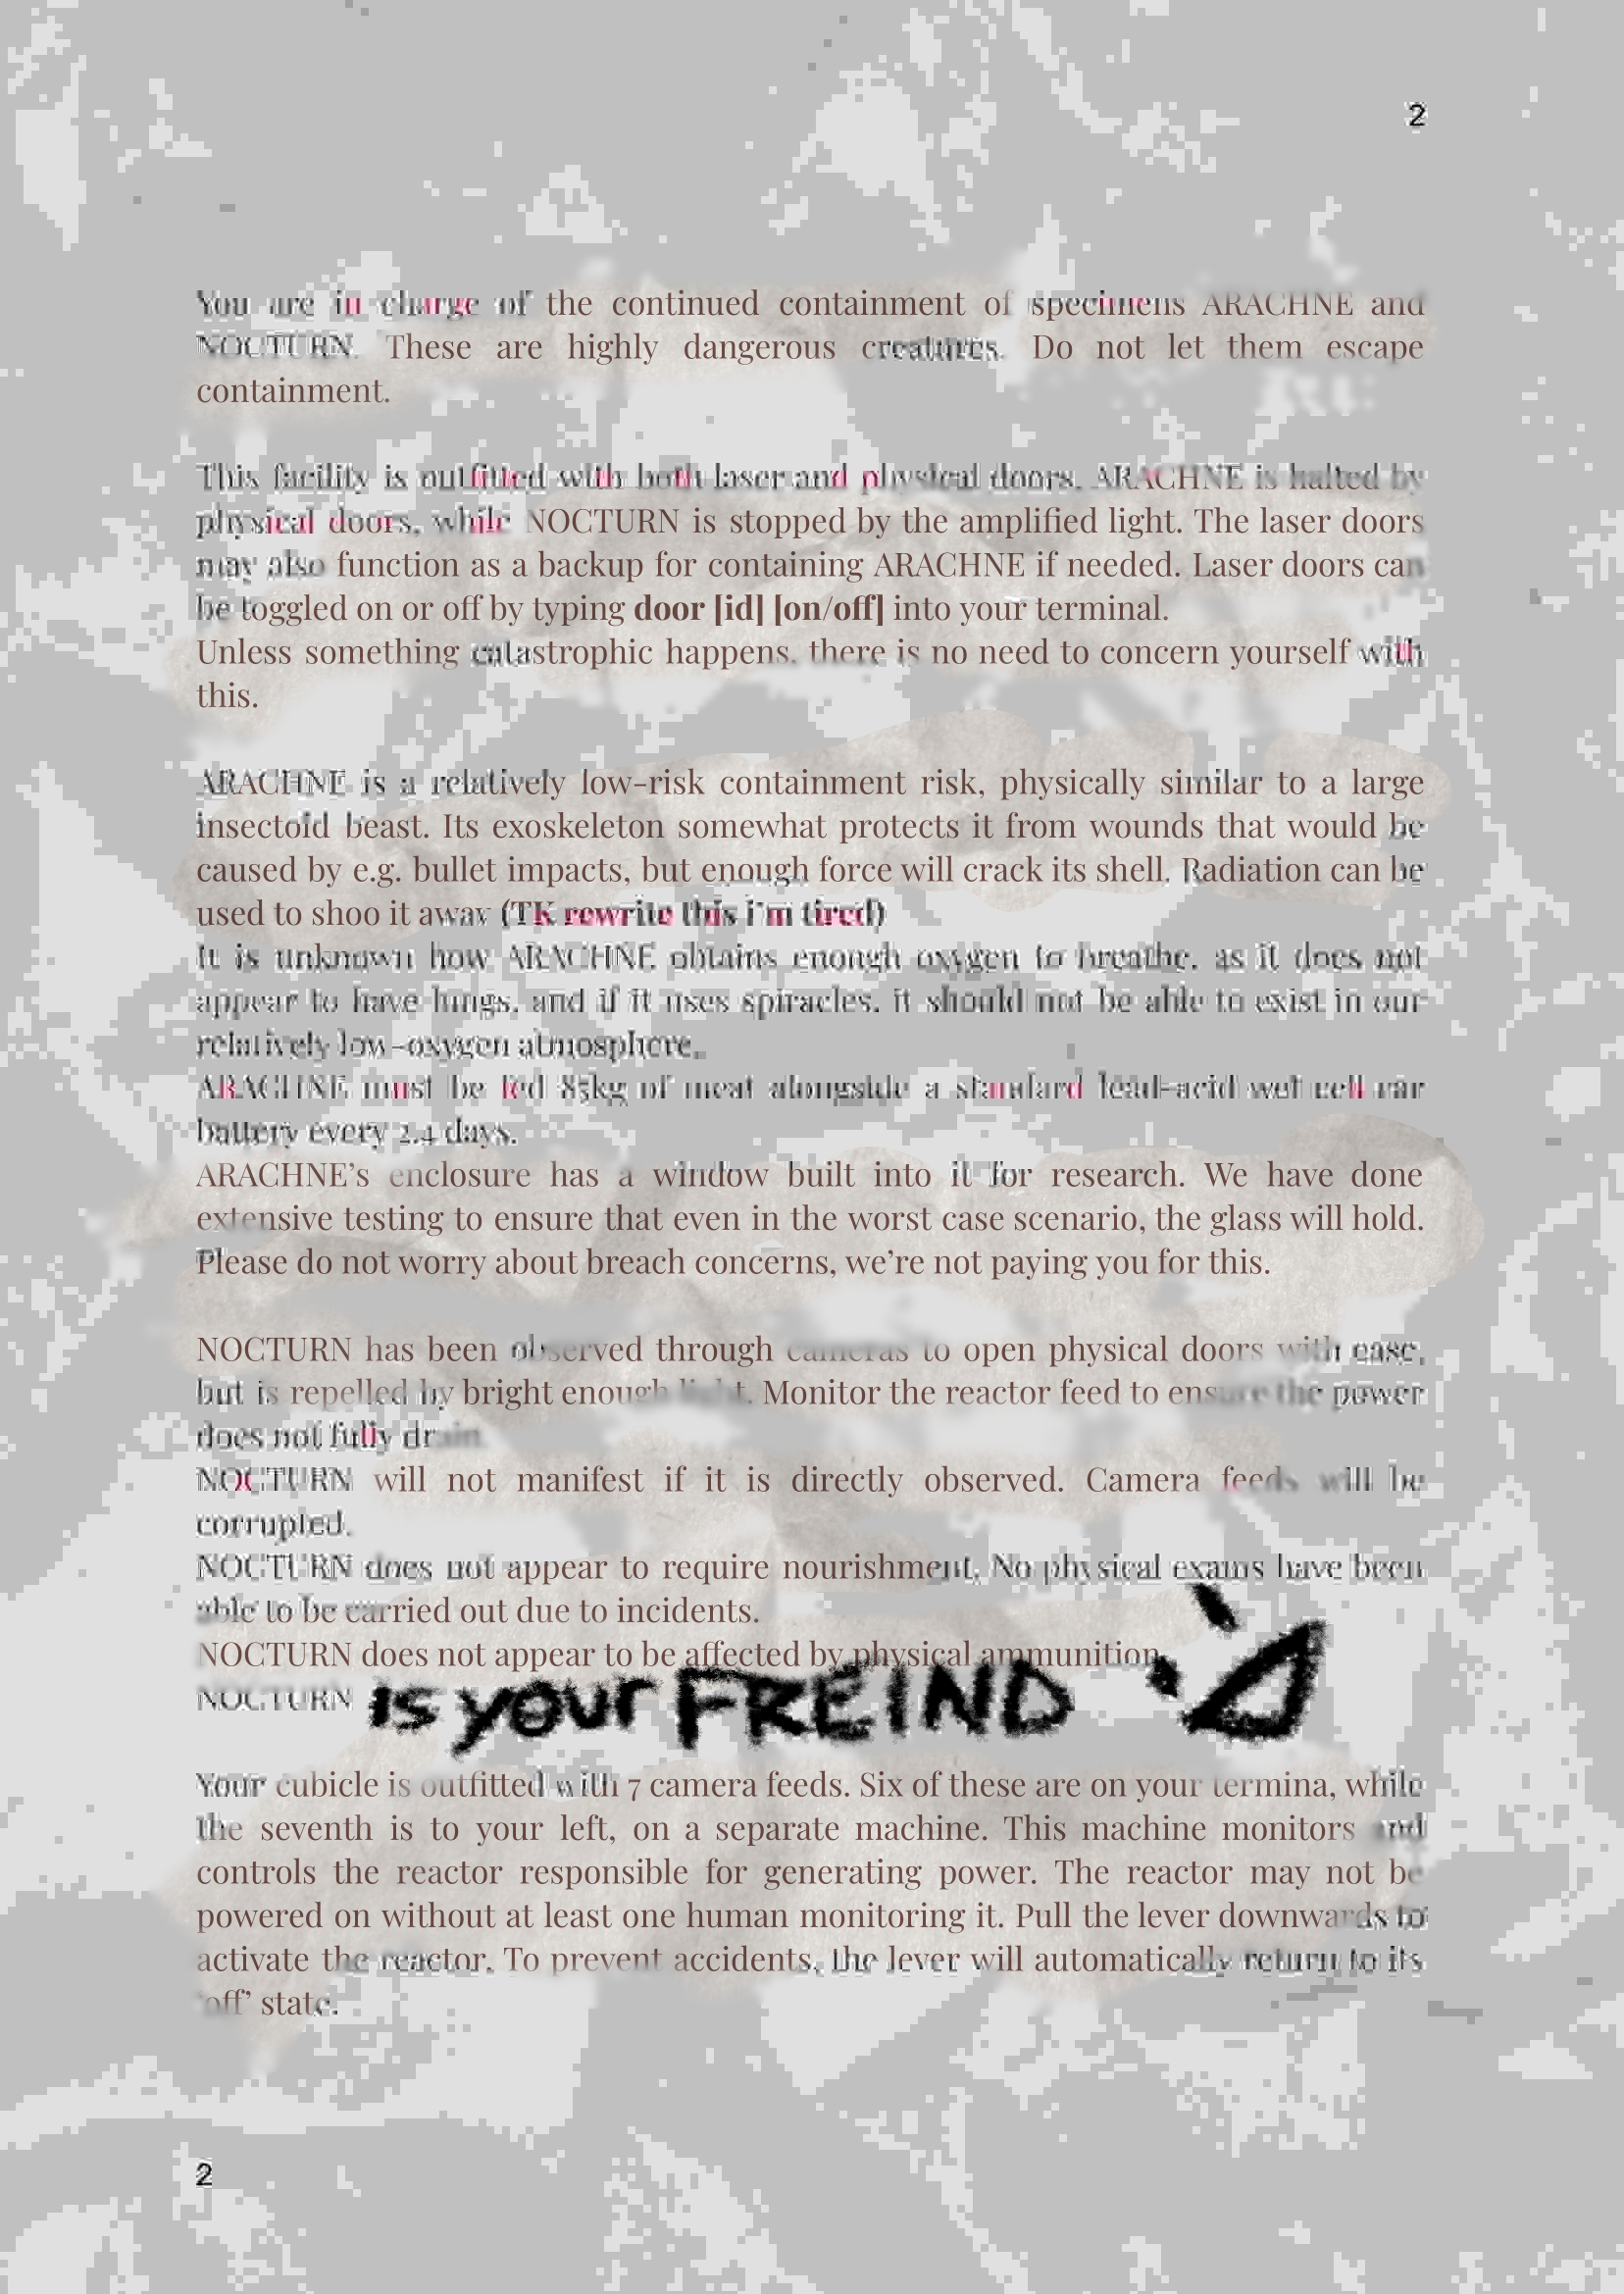 2
You are in charge of the continued containment of specimens ARACHNE and
NOCTURN. These are highly dangerous creatures. Do not let them escape
containment.
This facility is outfitted with both laser and physical doors. ARACHNE is halted by
physical doors, while NOCTURN is stopped by the amplified light. The laser doors
may also function as a backup for containing ARACHNE if needed. Laser doors can
be toggled on or off by typing door [id] [on/off] into your terminal.
Unless something catastrophic happens, there is no need to concern yourself with
this.
ARACHNE is a relatively low-risk containment risk, physically similar to a large
insectoid beast. Its exoskeleton somewhat protects it from wounds that would be
caused by e.g. bullet impacts, but enough force will crack its shell. Radiation can be
used to shoo it away (TK rewrite this i'm tired)
It is unknown how ARACHNE obtains enough oxygen to breathe, as it does not
appear to have lungs, and if it uses spiracles, it should not be able to exist in our
relatively low-oxygen atmosphere.
ARACHNE must be fed 85kg of meat alongside a standard lead-acid wet cell car
battery every 2.4 days.
ARACHNE's enclosure has a window built into it for research. We have done
extensive testing to ensure that even in the worst case scenario, the glass will hold.
Please do not worry about breach concerns, we're not paying you for this.
NOCTURN has been observed through cameras to open physical doors with ease,
but is repelled by bright enough light. Monitor the reactor feed to ensure the power
does not fully drain.
NOCTURN will not manifest if it is directly observed. Camera feeds will be
corrupted.
NOCTURN does not appear to require nourishment. No physical exams have been
able to be carried out due to incidents.
NOCTURN does not appear to be affected by physical ammunition.
NOCTURN is your FREIND
Your cubicle is outfitted with 7 camera feeds. Six of these are on your termina, while
the seventh is to your left, on a separate machine. This machine monitors and
controls the reactor responsible for generating power. The reactor may not be
powered on without at least one human monitoring it. Pull the lever downwards to
activate the reactor. To prevent accidents, the lever will automatically return to its
'off' state.
2